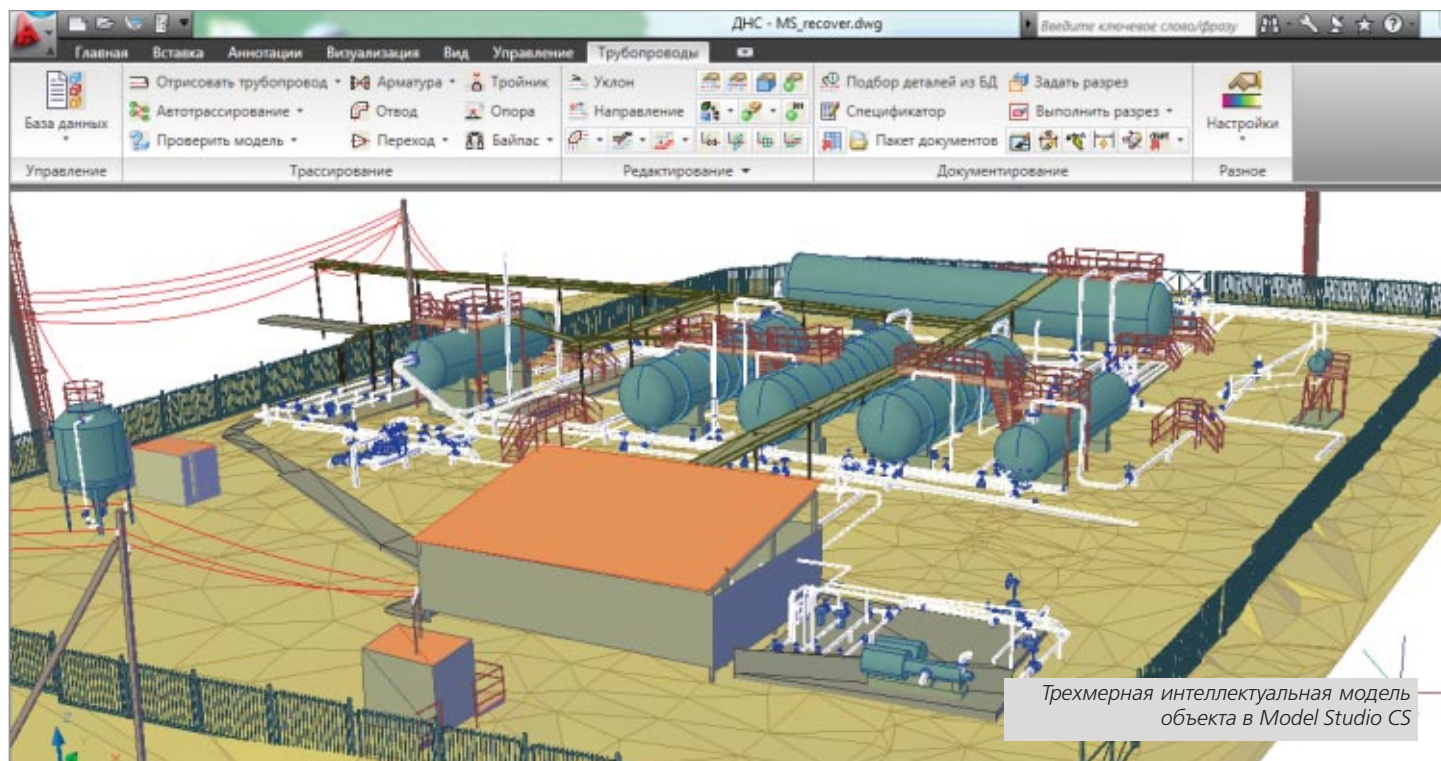 ДНС - MS_recover.dwg
Введите ключевое слово/фразу
Главная Вставка Аннотации Визуализация Вид Управление Трубопроводы
База данных
Управление
Отрисовать трубопровод Арматура Тройник
Автотрассирование Отвод Опора
Проверить модель Переход Байпас
Трассирование
Уклон
Направление
Редактирование
Подбор деталей из БД Задать разрез
Спецификатор Выполнить разрез
Пакет документов
Документирование
Настройки
Разное
Трехмерная интеллектуальная модель
объекта в Model Studio CS